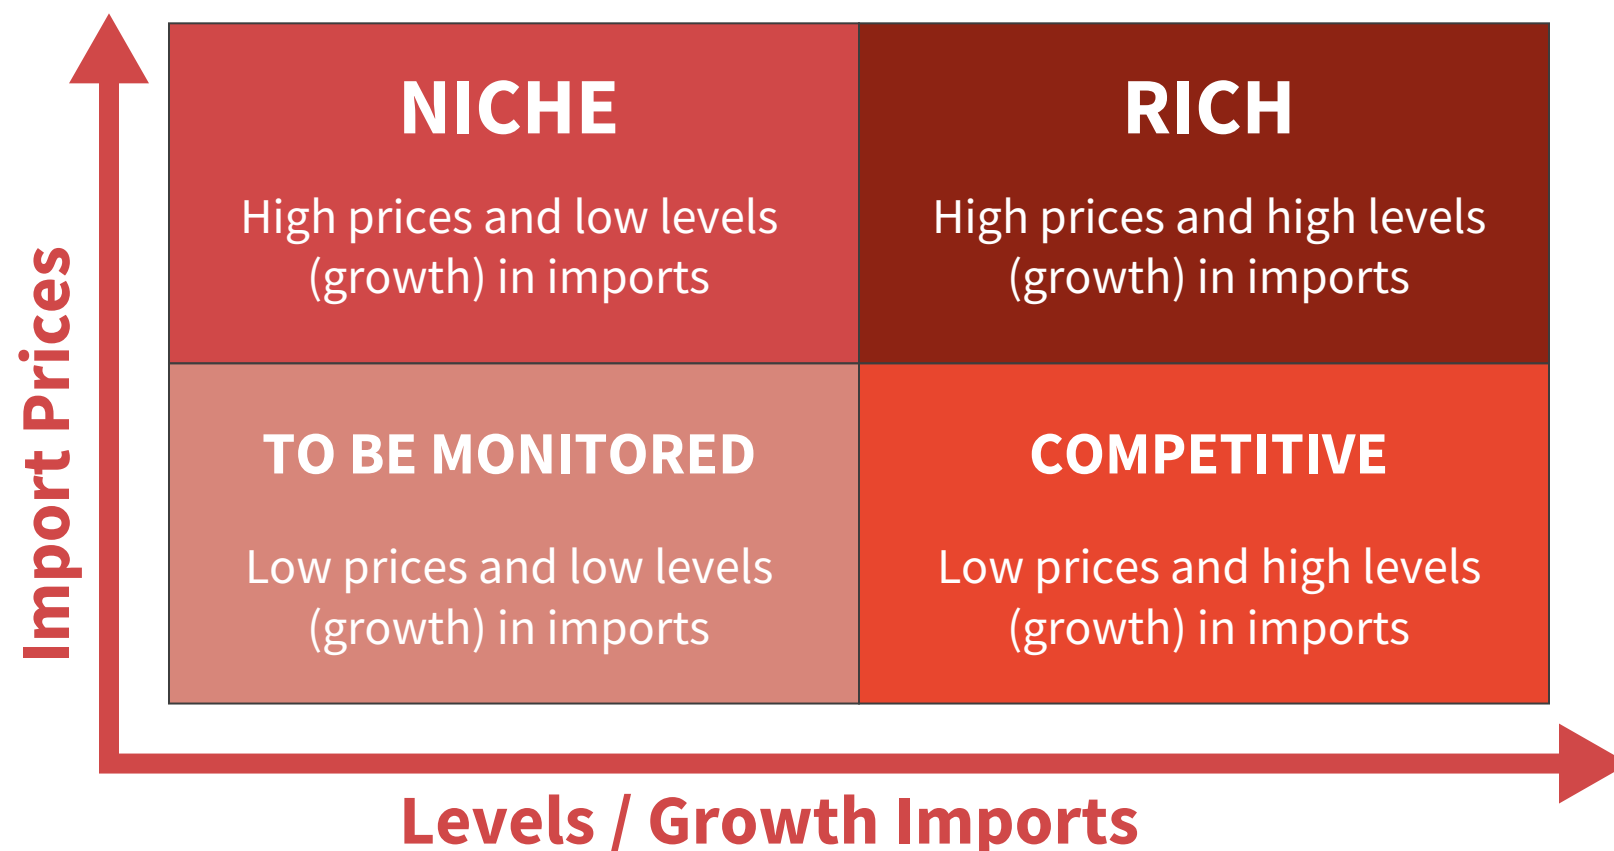 Import Prices
NICHE
High prices and low levels
(growth) in imports
RICH
High prices and high levels
(growth) in imports
TO BE MONITORED
Low prices and low levels
(growth) in imports
COMPETITIVE
Low prices and high levels
(growth) in imports
Levels / Growth Imports